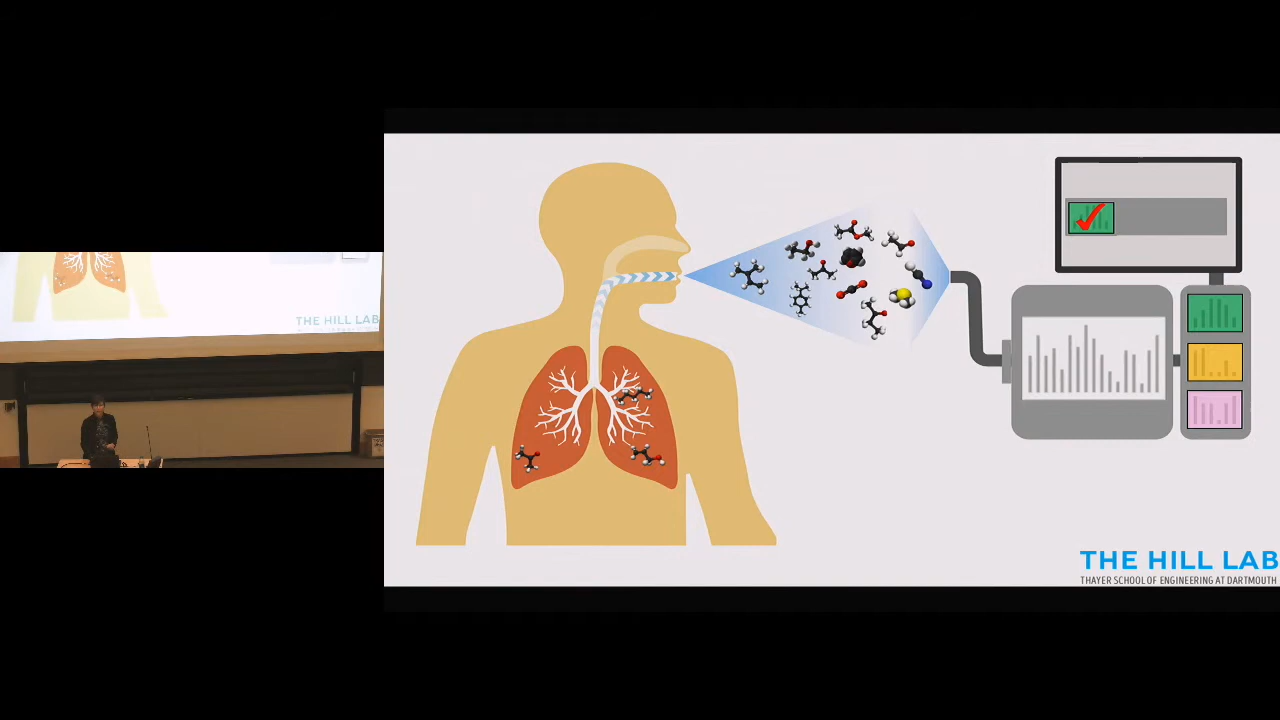 THE HILL LAB
THE HILL LAB
THAYER SCHOOL OF ENGINEERING AT DARTMOUTH